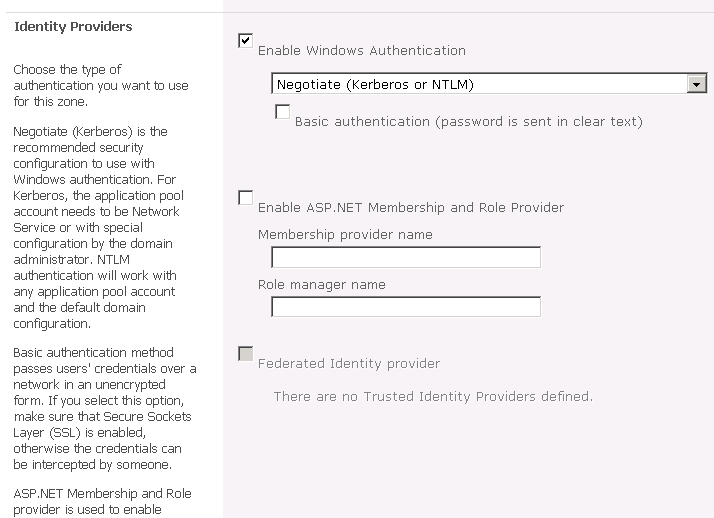 Identity Providers
Choose the type of
authentication you want to use
for this zone.
Negotiate (Kerberos) is the
recommended security
configuration to use with
Windows authentication. For
Kerberos, the application pool
account needs to be Network
Service or with special
configuration by the domain
administrator. NTLM
authentication will work with
any application pool account
and the default domain
configuration.
Basic authentication method
passes users' credentials over a
network in an unencrypted
form. If you select this option,
make sure that Secure Sockets
Layer (SSL) is enabled,
otherwise the credentials can
be intercepted by someone.
ASP.NET Membership and Role
provider is used to enable
Enable Windows Authentication
Negotiate (Kerberos or NTLM)
Basic authentication (password is sent in clear text)
Enable ASP.NET Membership and Role Provider
Membership provider name
Role manager name
Federated Identity provider
There are no Trusted Identity Providers defined.